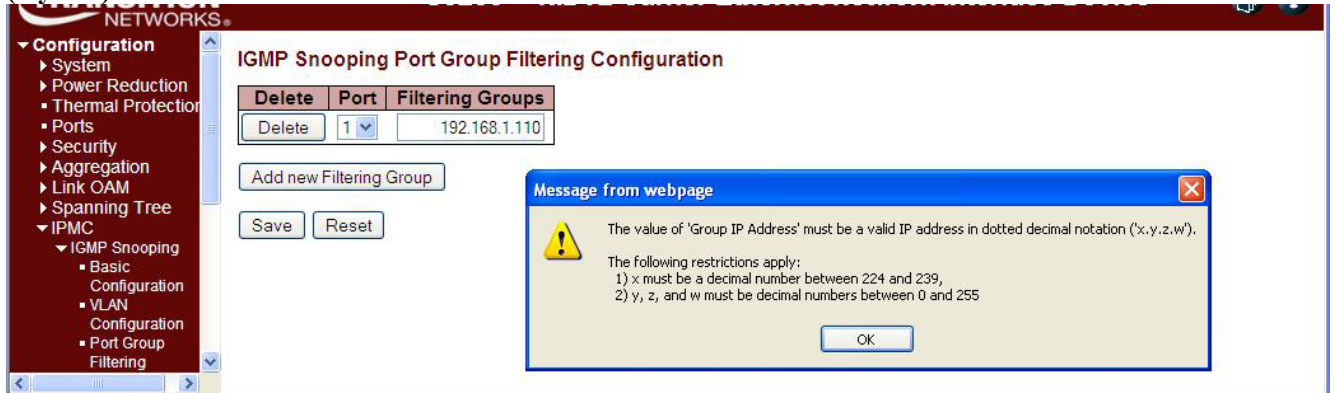 NETWORKS®
Configuration
System
Power Reduction
Thermal Protection
Ports
Security
Aggregation
Link OAM
Spanning Tree
IPMC
IGMP Snooping
Basic
Configuration
VLAN
Configuration
Port Group
Filtering
IGMP Snooping Port Group Filtering Configuration
Delete Port Filtering Groups
Delete 1 192.168.1.110
Add new Filtering Group
Save Reset
Message from webpage
The value of 'Group IP Address' must be a valid IP address in dotted decimal notation ('x.y.z.w').
The following restrictions apply:
1) x must be a decimal number between 224 and 239,
2) y, z, and w must be decimal numbers between 0 and 255
OK